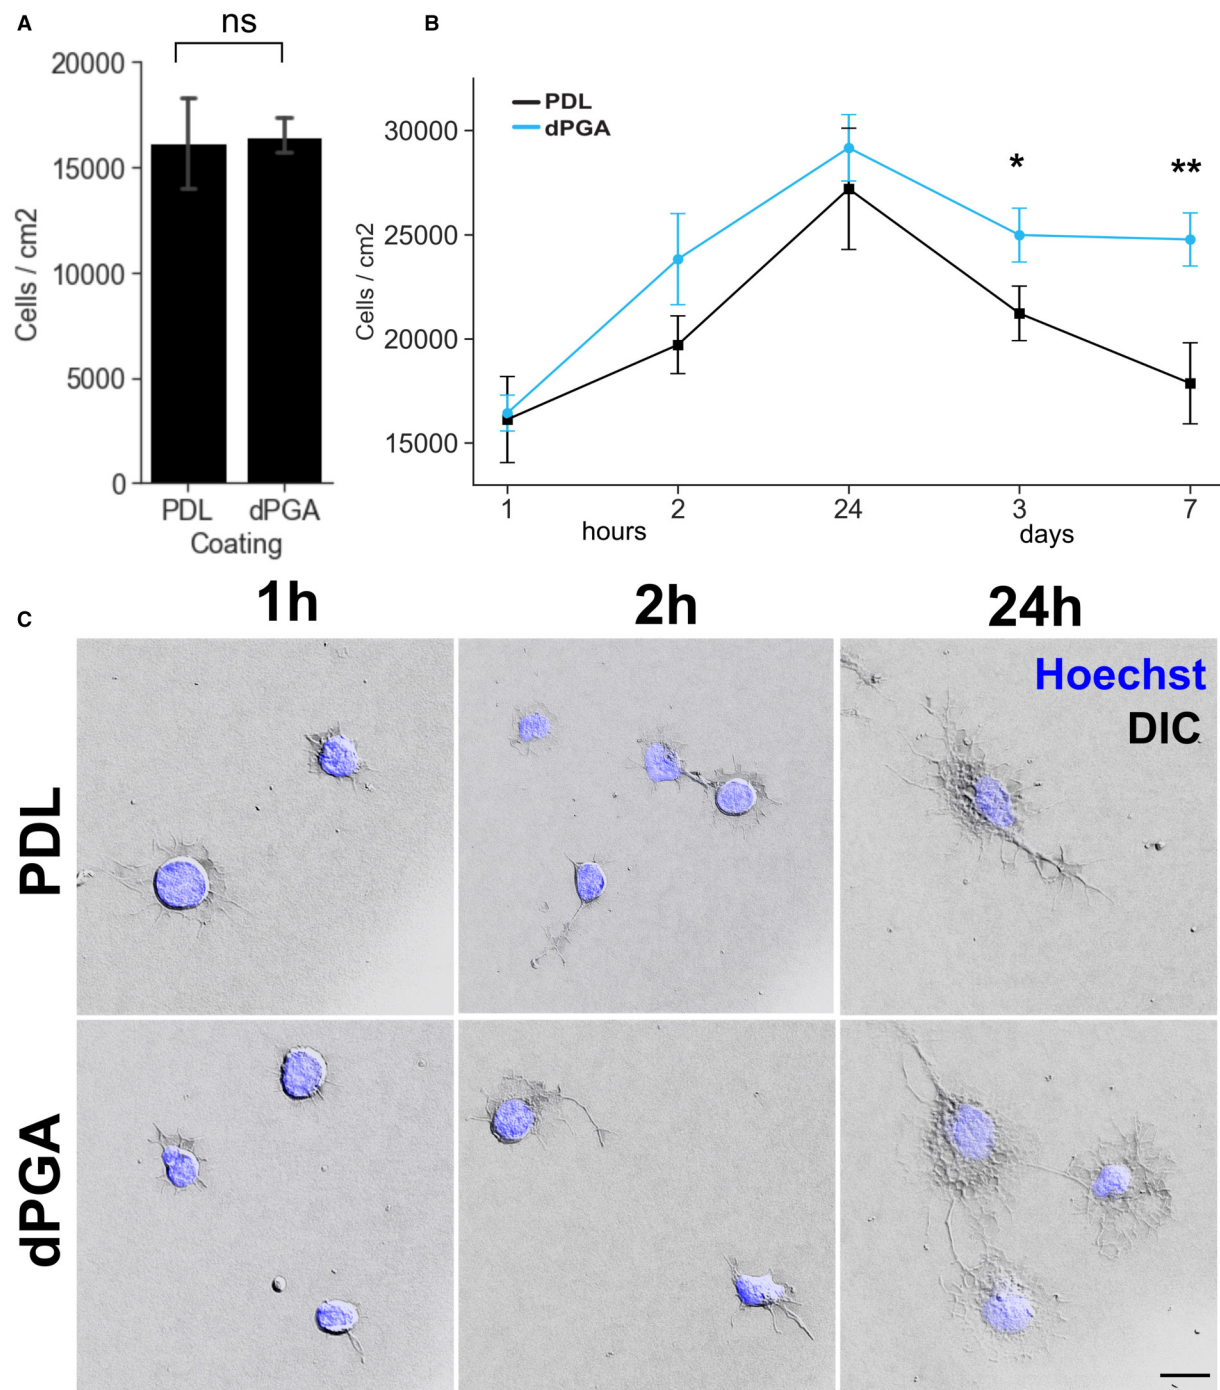 A
ns
20000
15000
10000
5000
0
Cells / cm2
PDL dPGA
Coating
B
PDL
dPGA
30000
25000
20000
15000
Cells / cm2
* **
1 2 24 3 7
hours days
C
1h 2h 24h
PDL
Hoechst
DIC
dPGA